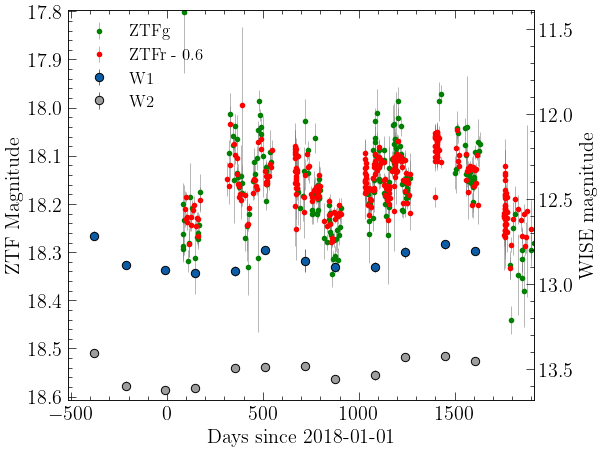 ZTFg
ZTFr - 0.6
W1
W2
17.8
17.9
18.0
18.1
18.2
18.3
18.4
18.5
18.6
ZTF Magnitude
11.5
12.0
12.5
13.0
13.5
WISE magnitude
−500 0 500 1000 1500
Days since 2018-01-01